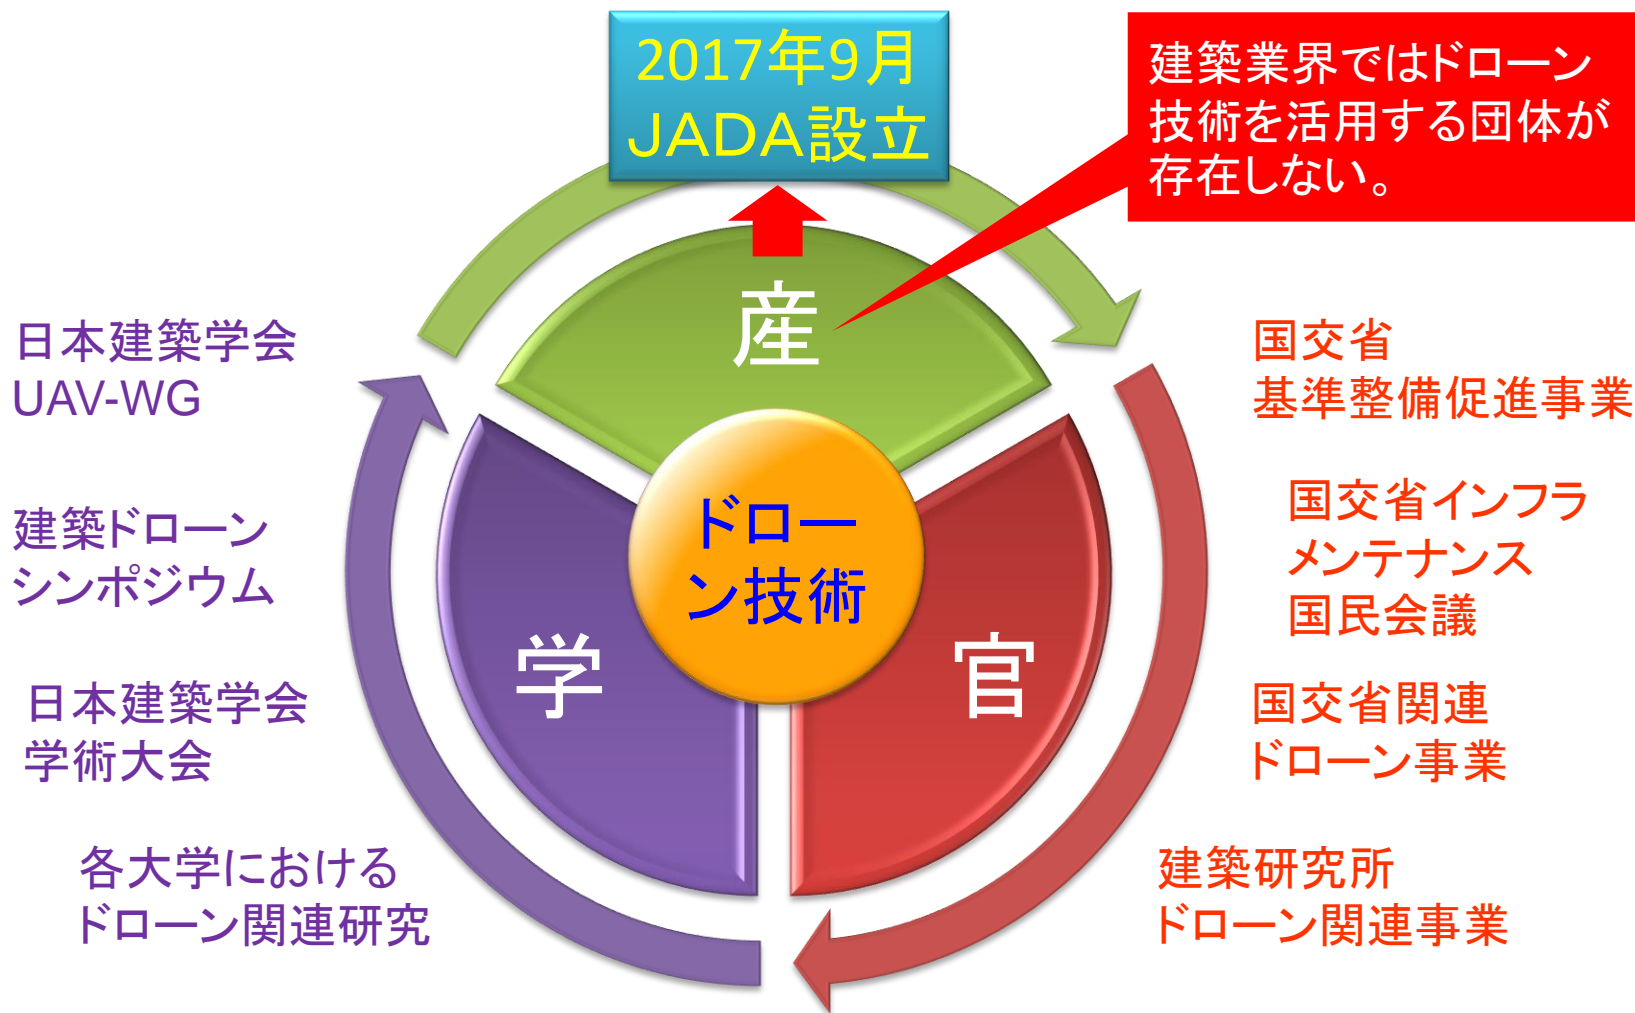 2017年9月
JADA設立
建築業界ではドローン
技術を活用する団体が
存在しない。
産
日本建築学会
UAV-WG
建築ドローン
シンポジウム
日本建築学会
学術大会
各大学における
ドローン関連研究
学
ドロー
ン技術
官
国交省
基準整備促進事業
国交省インフラ
メンテナンス
国民会議
国交省関連
ドローン事業
建築研究所
ドローン関連事業